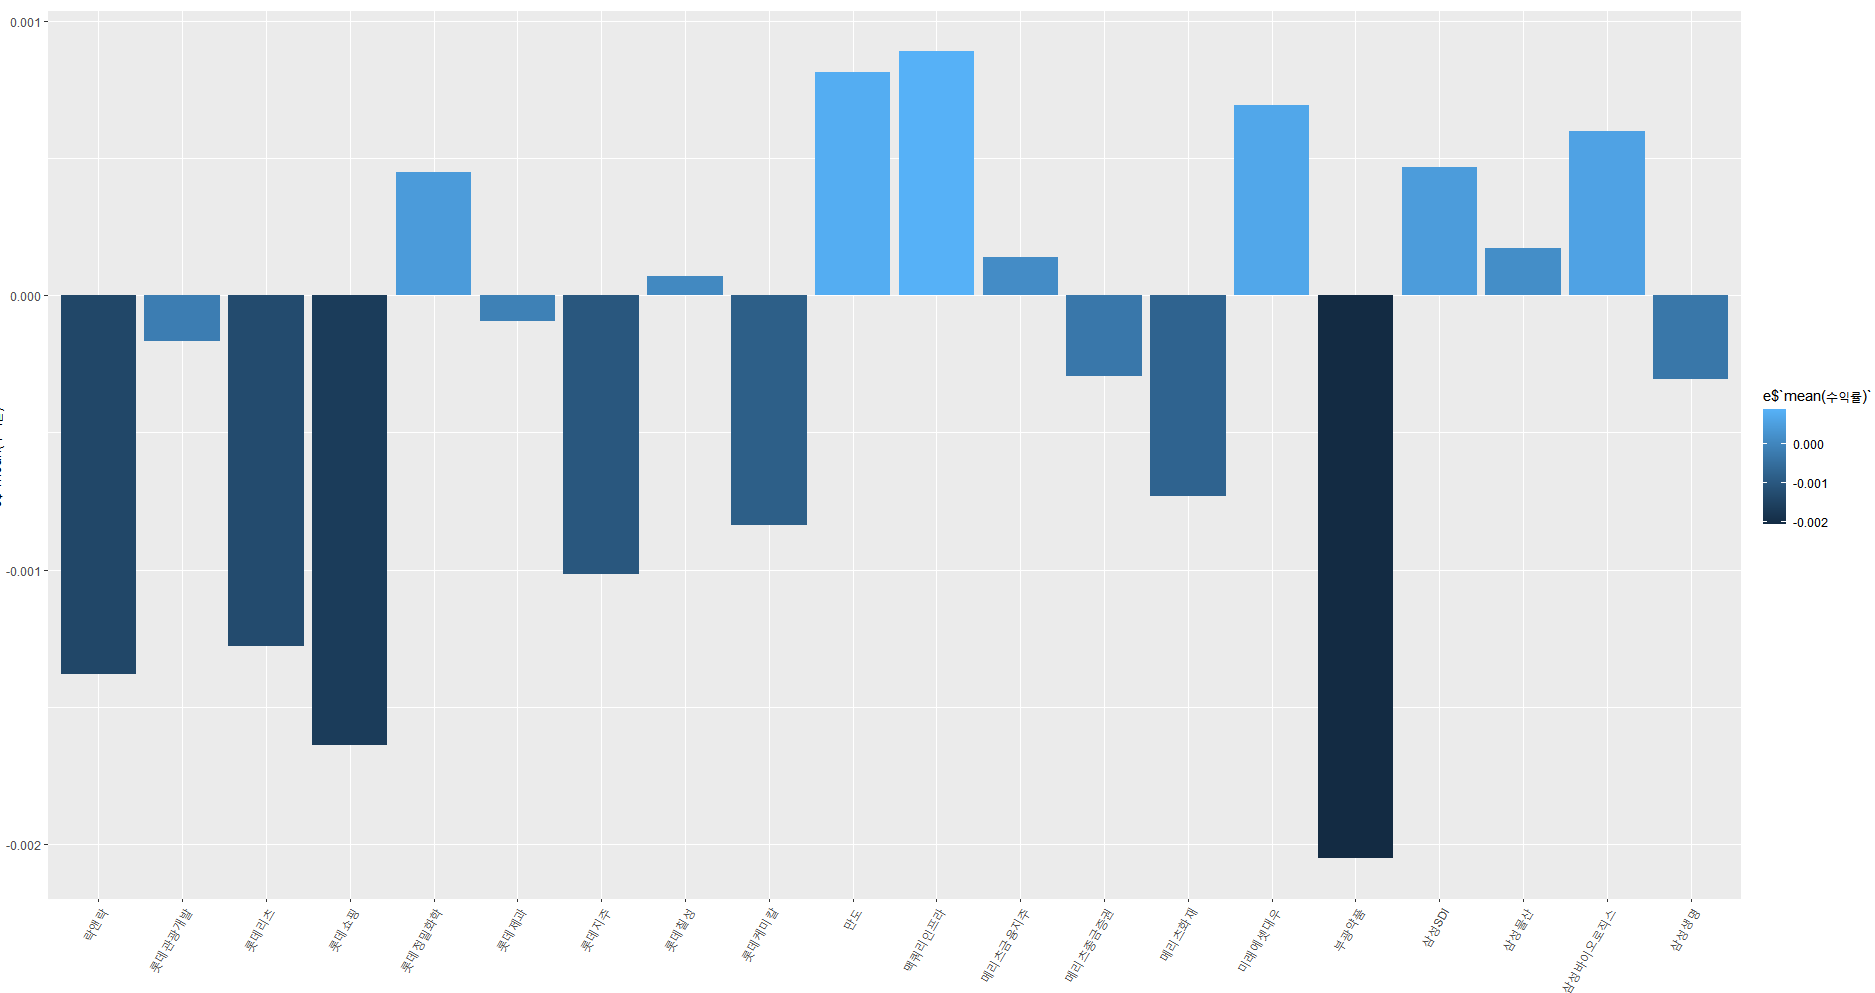 0.001
0.000
-0.001
-0.002
락앤락
롯데관광개발
롯데리츠
롯데쇼핑
롯데정밀화학
롯데제과
롯데지주
롯데칠성
롯데케미칼
만도
맥쿼리인프라
메리츠금융지주
메리츠종금증권
메리츠화재
미래에셋대우
부광약품
삼성SDI
삼성물산
삼성바이오로직스
삼성생명
e$`mean(수익률)`
0.000
-0.001
-0.002